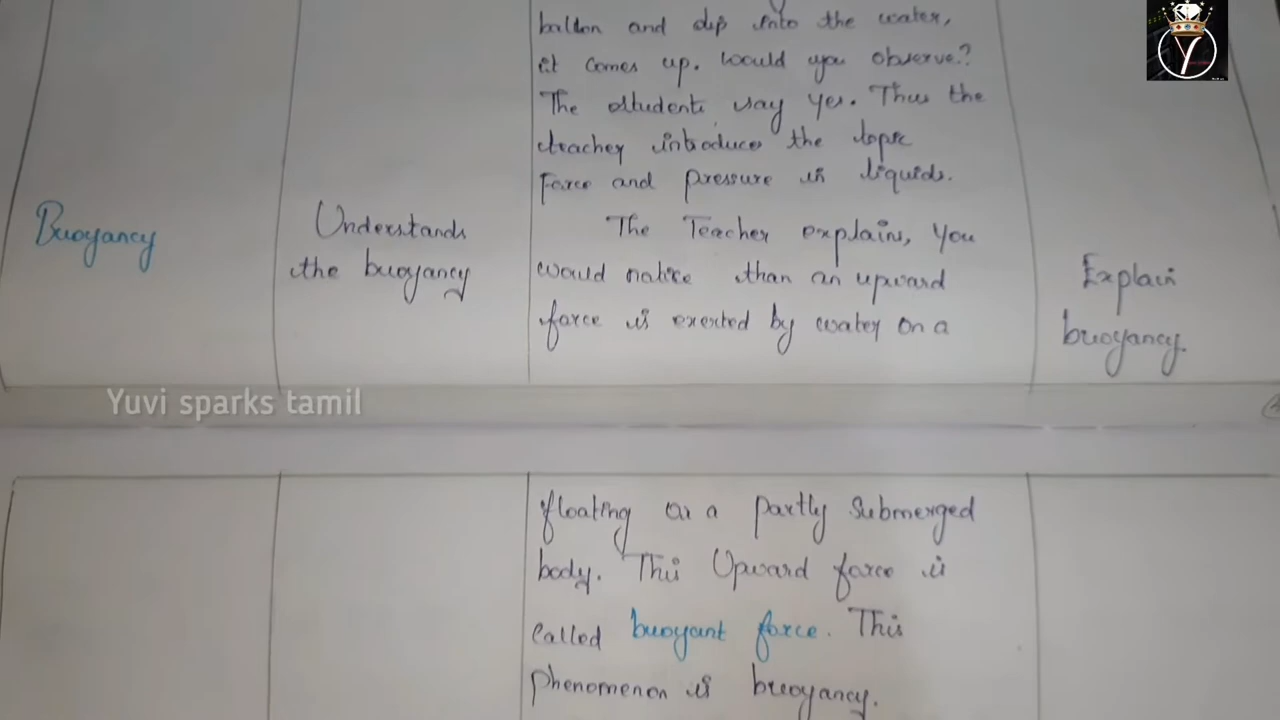 ballon and dip into the water,
it comes up. Would you observe?
The students say yes. Thus the
teacher introduces the topic
Force and pressure in liquids.
Buoyancy
Understands
the buoyancy
The Teacher explains, You
would notice than an upward
force is exerted by water on a
Explain
buoyancy.
Yuvi sparks tamil
floating or a partly submerged
body. This Upward force is
called buoyant force. This
phenomenon is buoyancy.
Y